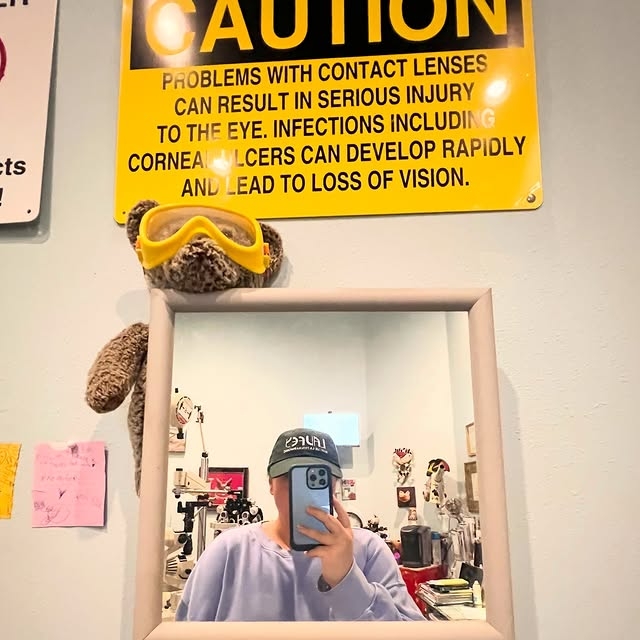 CAUTION
PROBLEMS WITH CONTACT LENSES
CAN RESULT IN SERIOUS INJURY
TO THE EYE. INFECTIONS INCLUDING
CORNEAL ULCERS CAN DEVELOP RAPIDLY
AND LEAD TO LOSS OF VISION.
cts
!